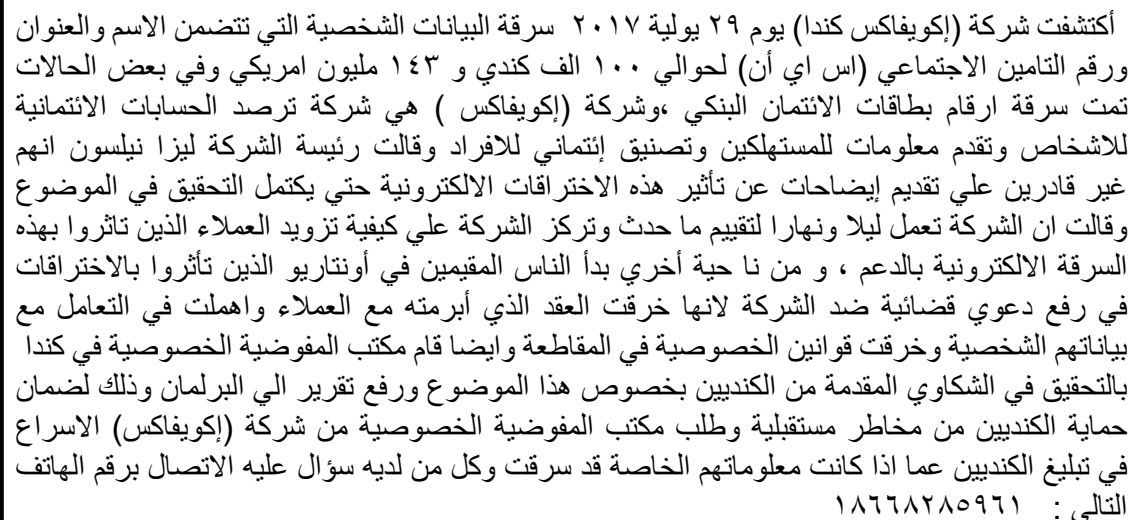 أكتشفت شركة (إكويفاكس كندا) يوم ٢٩ يولية ٢٠١٧ سرقة البيانات الشخصية التي تتضمن الاسم والعنوان
ورقم التامين الاجتماعي (اس اي أن) لحوالي ١٠٠ الف كندي و ١٤٣ مليون امريكي وفي بعض الحالات
تمت سرقة ارقام بطاقات الائتمان البنكي ،وشركة (إكويفاكس ) هي شركة ترصد الحسابات الائتمانية
للاشخاص وتقدم معلومات للمستهلكين وتصنيق إئتماني للافراد وقالت رئيسة الشركة ليزا نيلسون انهم
غير قادرين علي تقديم إيضاحات عن تأثير هذه الاختراقات الالكترونية حتي يكتمل التحقيق في الموضوع
وقالت ان الشركة تعمل ليلا ونهارا لتقييم ما حدث وتركز الشركة علي كيفية تزويد العملاء الذين تاثروا بهذه
السرقة الالكترونية بالدعم ، و من نا حية أخري بدأ الناس المقيمين في أونتاريو الذين تأثروا بالاختراقات
في رفع دعوي قضائية ضد الشركة لانها خرقت العقد الذي أبرمته مع العملاء واهملت في التعامل مع
بياناتهم الشخصية وخرقت قوانين الخصوصية في المقاطعة وايضا قام مكتب المفوضية الخصوصية في كندا
بالتحقيق في الشكاوي المقدمة من الكنديين بخصوص هذا الموضوع ورفع تقرير الي البرلمان وذلك لضمان
حماية الكنديين من مخاطر مستقبلية وطلب مكتب المفوضية الخصوصية من شركة (إكويفاكس) الاسراع
في تبليغ الكنديين عما اذا كانت معلوماتهم الخاصة قد سرقت وكل من لديه سؤال عليه الاتصال برقم الهاتف
التالي : ١٨٦٦٨٢٨٥٩٦١